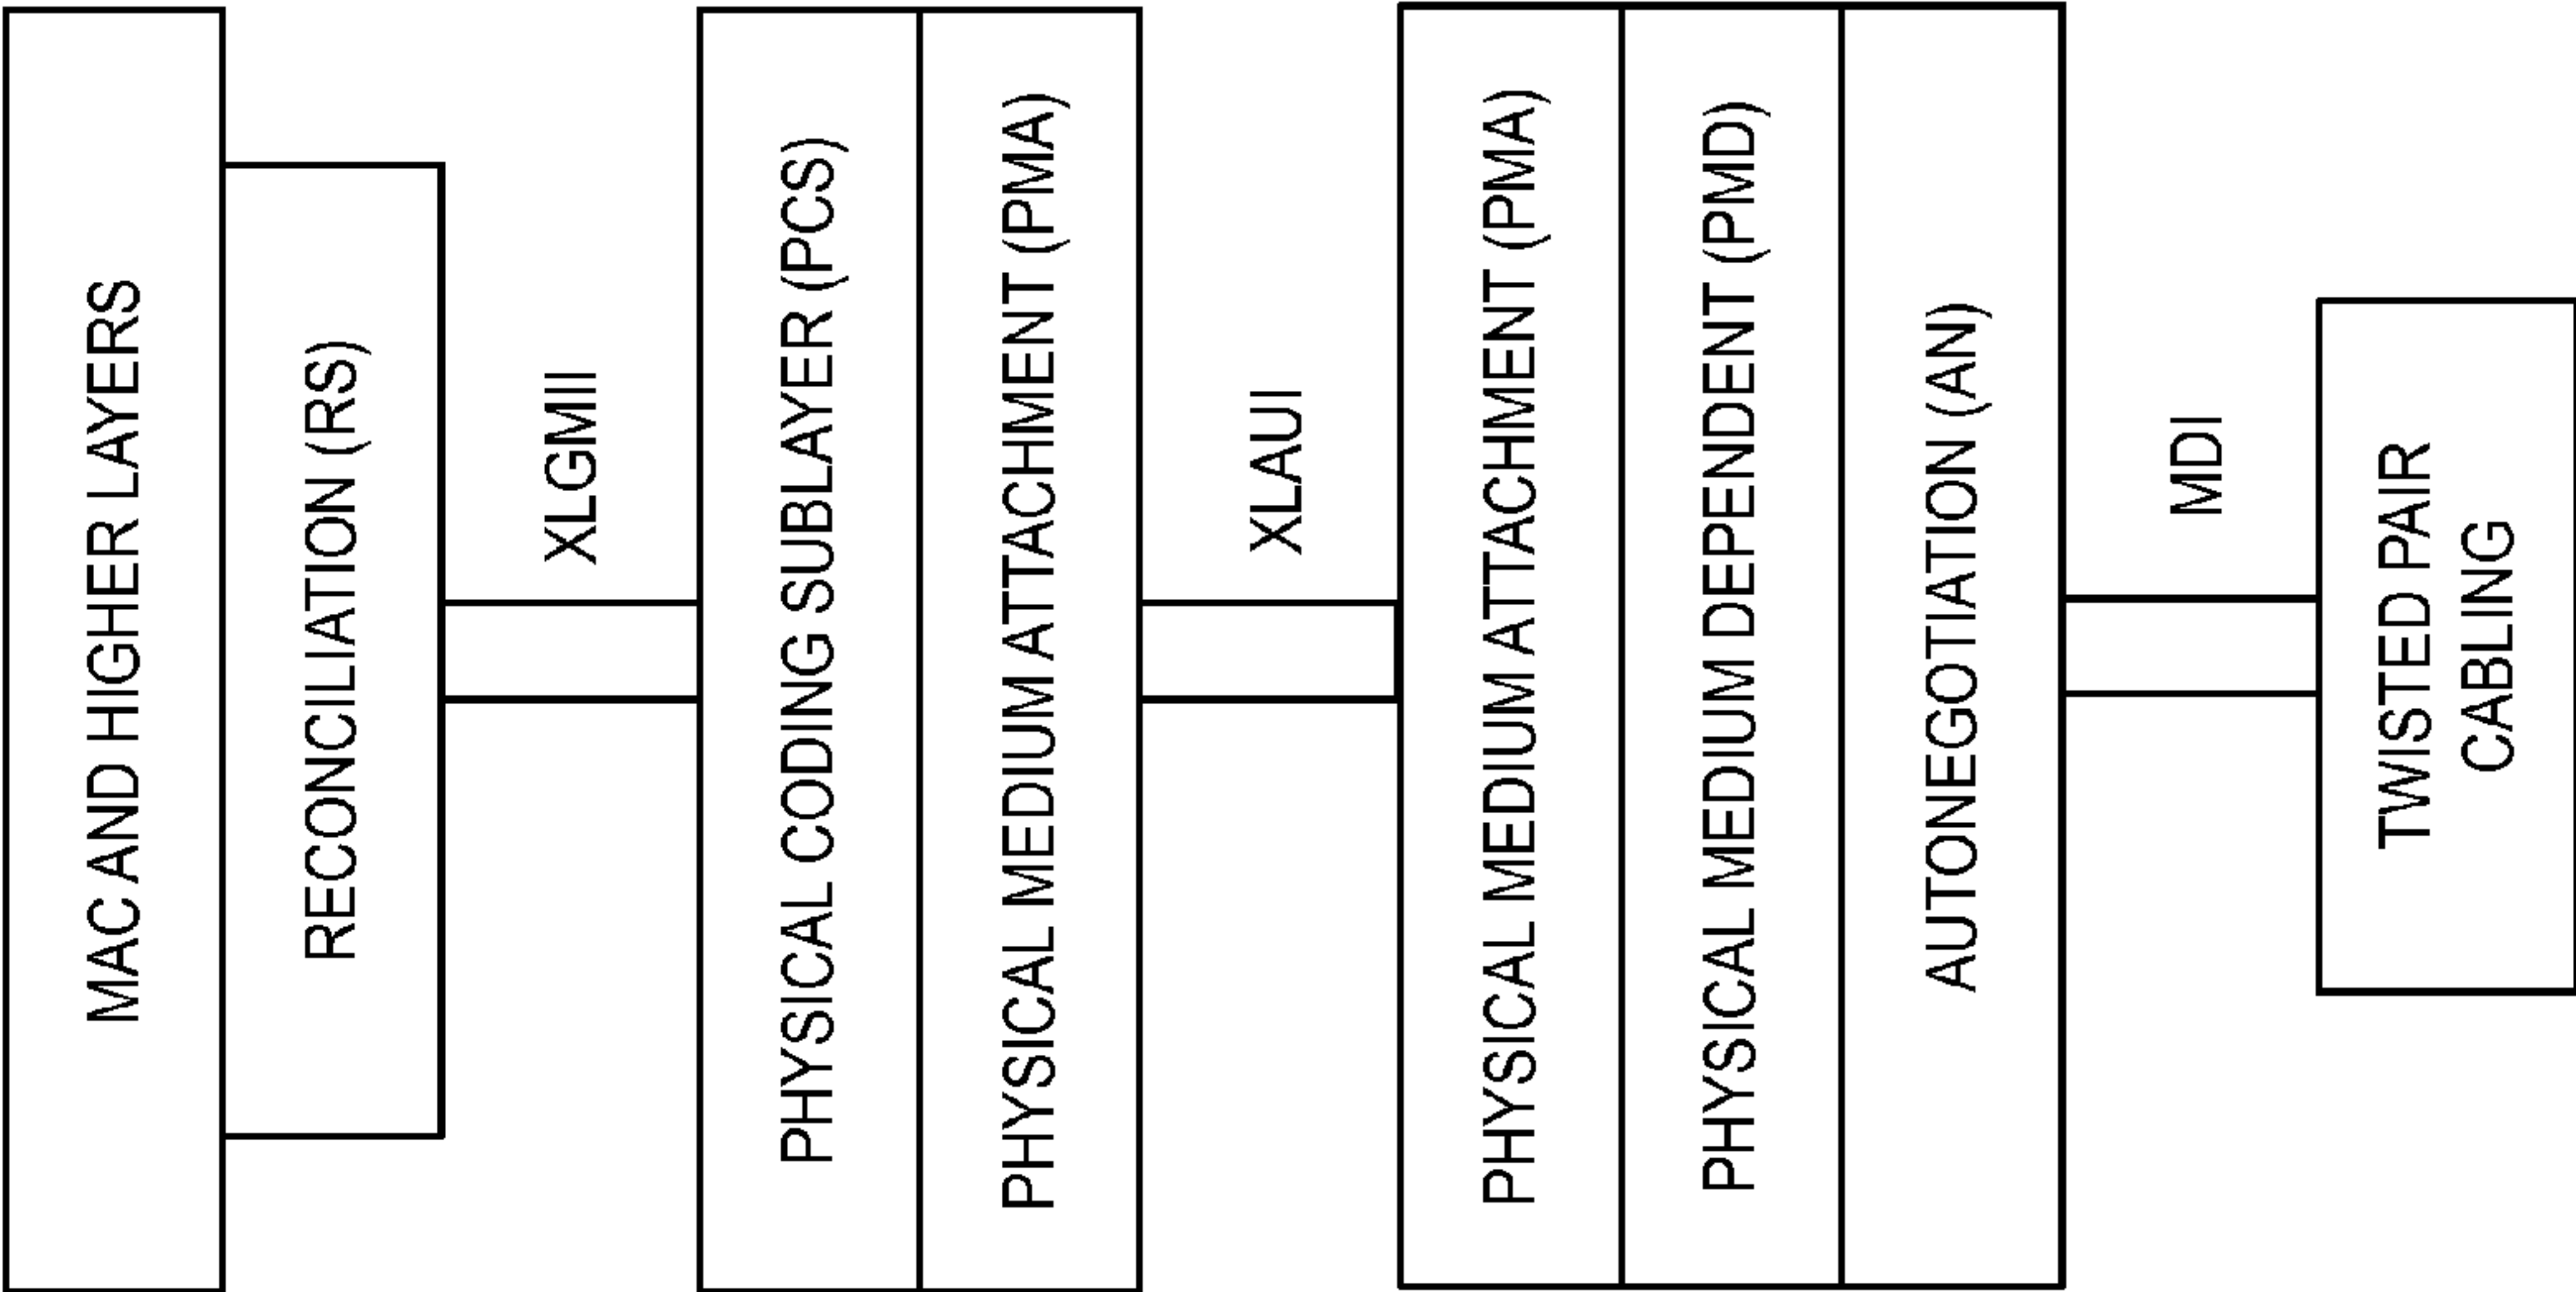 MAC AND HIGHER LAYERS
RECONCILIATION (RS)
XLGMII
PHYSICAL CODING SUBLAYER (PCS)
PHYSICAL MEDIUM ATTACHMENT (PMA)
XLAUI
PHYSICAL MEDIUM ATTACHMENT (PMA)
PHYSICAL MEDIUM DEPENDENT (PMD)
AUTONEGOTIATION (AN)
MDI
TWISTED PAIR
CABLING